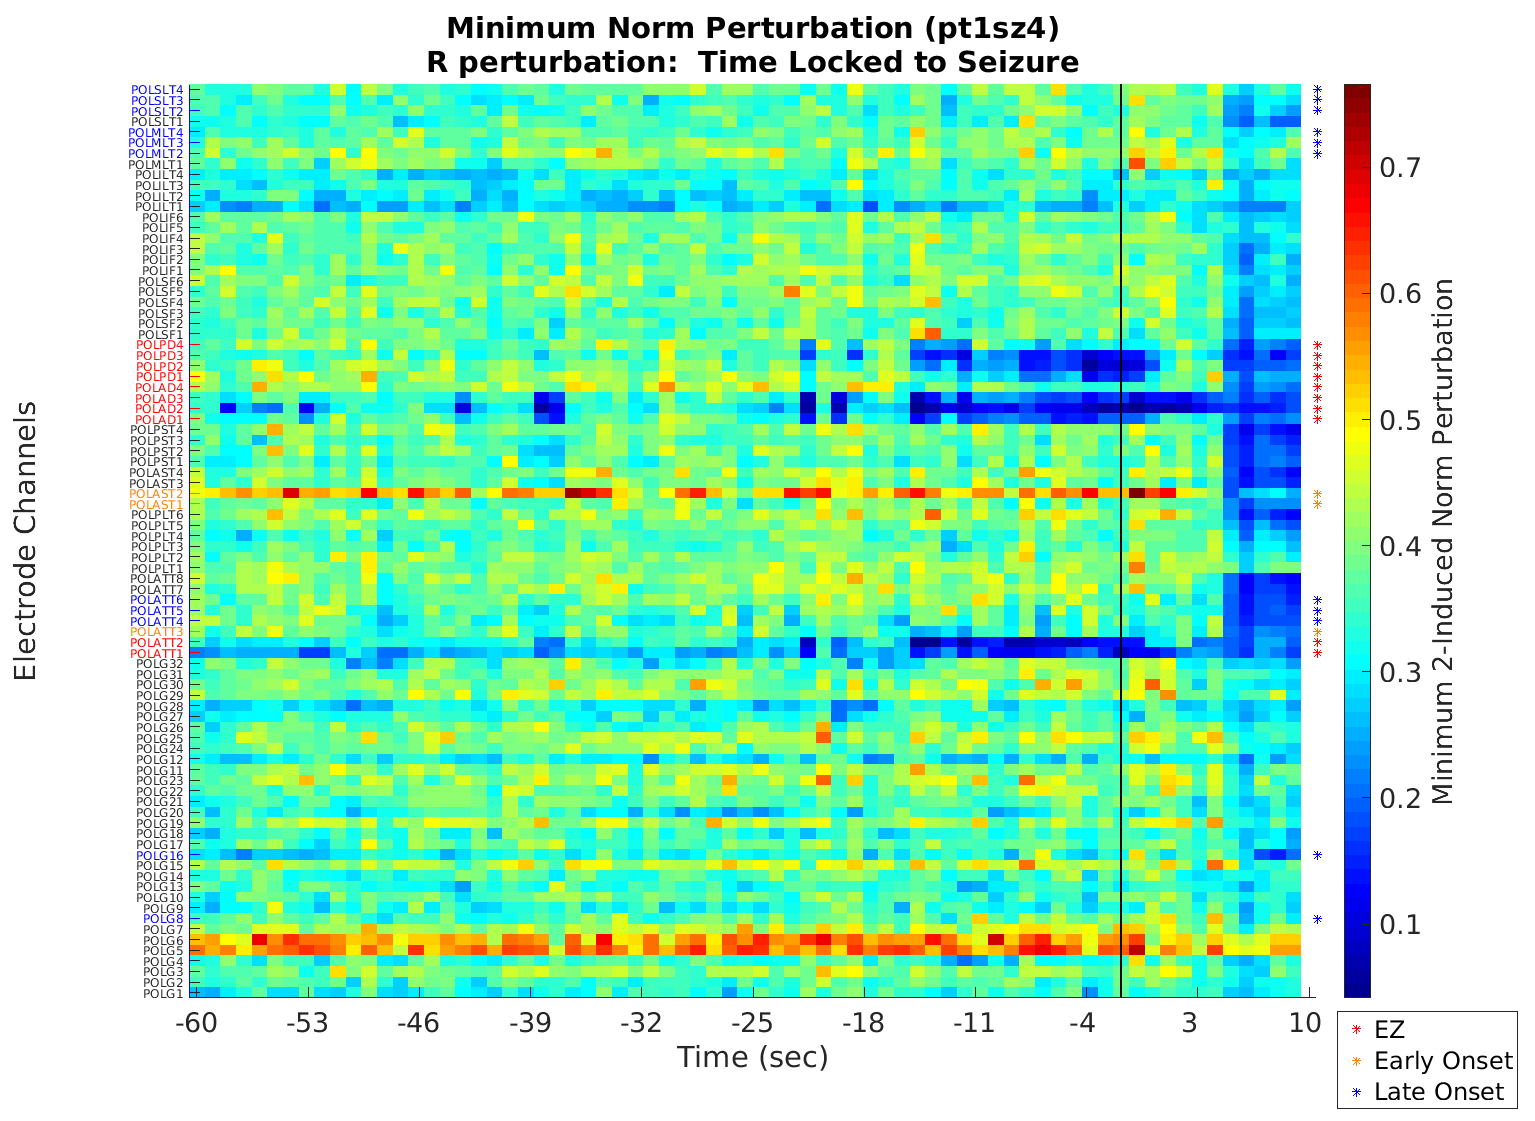 Minimum Norm Perturbation (pt1sz4)
R perturbation:  Time Locked to Seizure
Electrode Channels
POLSLT4
POLSLT3
POLSLT2
POLSLT1
POLMLT4
POLMLT3
POLMLT2
POLMLT1
POLILT4
POLILT3
POLILT2
POLILT1
POLIF6
POLIF5
POLIF4
POLIF3
POLIF2
POLIF1
POLSF6
POLSF5
POLSF4
POLSF3
POLSF2
POLSF1
POLPD4
POLPD3
POLPD2
POLPD1
POLAD4
POLAD3
POLAD2
POLAD1
POLPST4
POLPST3
POLPST2
POLPST1
POLAST4
POLAST3
POLAST2
POLAST1
POLPLT6
POLPLT5
POLPLT4
POLPLT3
POLPLT2
POLPLT1
POLATT8
POLATT7
POLATT6
POLATT5
POLATT4
POLATT3
POLATT2
POLATT1
POLG32
POLG31
POLG30
POLG29
POLG28
POLG27
POLG26
POLG25
POLG24
POLG12
POLG11
POLG23
POLG22
POLG21
POLG20
POLG19
POLG18
POLG17
POLG16
POLG15
POLG14
POLG13
POLG10
POLG9
POLG8
POLG7
POLG6
POLG5
POLG4
POLG3
POLG2
POLG1
-60 -53 -46 -39 -32 -25 -18 -11 -4 3 10
Time (sec)
0.7
0.6
0.5
0.4
0.3
0.2
0.1
Minimum 2-Induced Norm Perturbation
EZ
Early Onset
Late Onset